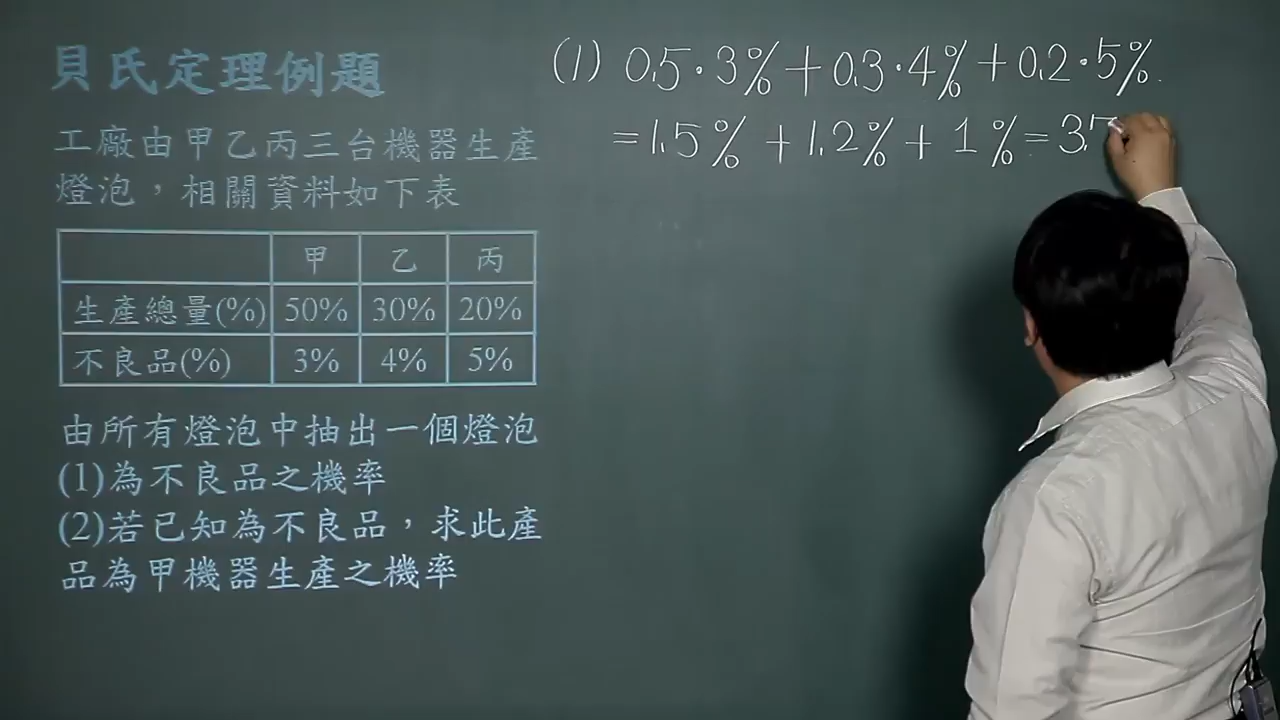 貝氏定理例題
工廠由甲乙丙三台機器生產
燈泡，相關資料如下表
甲 乙 丙
生產總量(%) 50% 30% 20%
不良品(%) 3% 4% 5%
由所有燈泡中抽出一個燈泡
(1)為不良品之機率
(2)若已知為不良品，求此產
品為甲機器生產之機率
(1) 0.5·3% + 0.3·4% + 0.2·5%
= 1.5% + 1.2% + 1% = 3.7